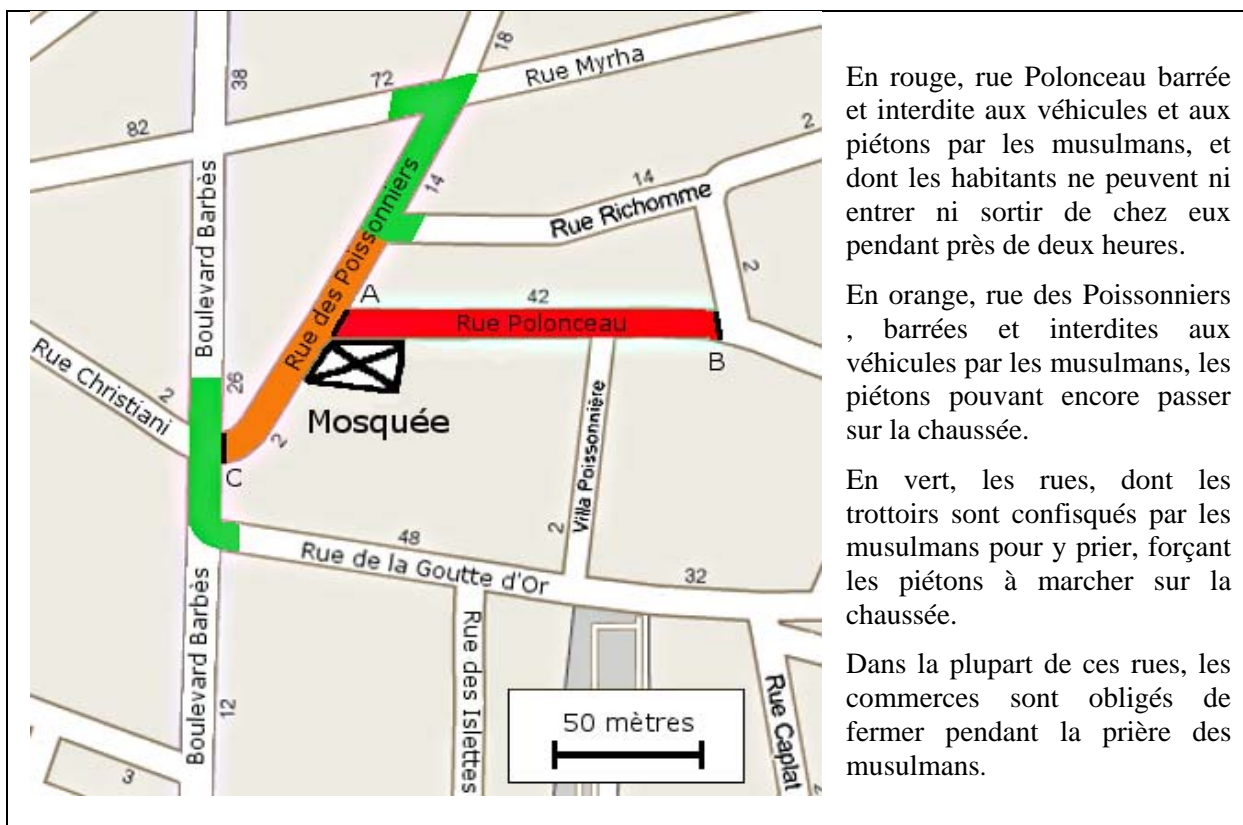 18
Rue Myrha
72
38
82
2
Boulevard Barbès
Rue des Poissonniers
14
14
Rue Richomme
2
A
42
Rue Polonceau
B
Rue Christiani
2
26
2
Mosquée
C
Villa Poissonnière
2
48
Rue de la Goutte d'Or
32
Boulevard Barbès
12
Rue des Islettes
Rue Caplat
50 mètres
3
2
En rouge, rue Polonceau barrée
et interdite aux véhicules et aux
piétons par les musulmans, et
dont les habitants ne peuvent ni
entrer ni sortir de chez eux
pendant près de deux heures.
En orange, rue des Poissonniers
, barrées et interdites aux
véhicules par les musulmans, les
piétons pouvant encore passer
sur la chaussée.
En vert, les rues, dont les
trottoirs sont confisqués par les
musulmans pour y prier, forçant
les piétons à marcher sur la
chaussée.
Dans la plupart de ces rues, les
commerces sont obligés de
fermer pendant la prière des
musulmans.